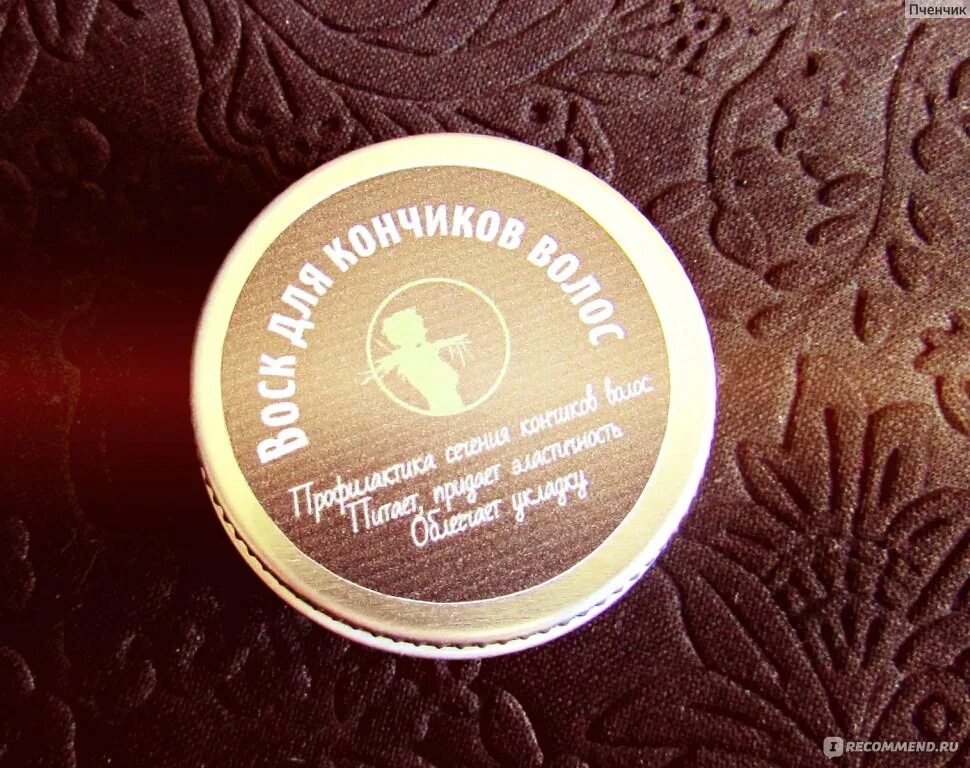 Пченчик
ВОСК ДЛЯ КОНЧИКОВ ВОЛОС
Профилактика сечения кончиков волос.
Питает, придает эластичность.
Облегчает укладку
I RECOMMEND.RU